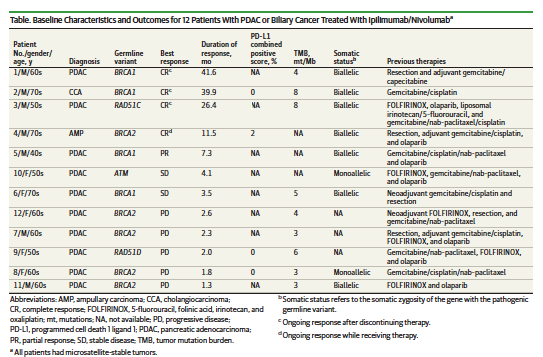 Table. Baseline Characteristics and Outcomes for 12 Patients With PDAC or Biliary Cancer Treated With Ipilimumab/Nivolumabᵃ
Patient No./gender/age, y | Diagnosis | Germline variant | Best response | Duration of response, mo | PD-L1 combined positive score, % | TMB, mt/Mb | Somatic statusᵇ | Previous therapies
1/M/60s | PDAC | BRCA1 | CRᶜ | 41.6 | NA | 4 | Biallelic | Resection and adjuvant gemcitabine/capecitabine
2/M/70s | CCA | BRCA1 | CRᶜ | 39.9 | 0 | 8 | Biallelic | Gemcitabine/cisplatin
3/M/50s | PDAC | RAD51C | CRᶜ | 26.4 | NA | 8 | Biallelic | FOLFIRINOX, olaparib, liposomal irinotecan/5-fluorouracil, and gemcitabine/nab-paclitaxel/cisplatin
4/M/70s | AMP | BRCA2 | CRᵈ | 11.5 | 2 | NA | Biallelic | Resection, adjuvant gemcitabine/cisplatin, and olaparib
5/M/40s | PDAC | BRCA1 | PR | 7.3 | NA | NA | Biallelic | Gemcitabine/cisplatin/nab-paclitaxel and olaparib
10/F/50s | PDAC | ATM | SD | 4.1 | NA | NA | Monoallelic | FOLFIRINOX, gemcitabine/nab-paclitaxel, and olaparib
6/F/70s | PDAC | BRCA1 | SD | 3.5 | NA | 5 | Biallelic | Neoadjuvant gemcitabine/cisplatin and resection
12/F/60s | PDAC | BRCA2 | PD | 2.6 | NA | 4 | NA | Neoadjuvant FOLFIRINOX, resection, and gemcitabine/nab-paclitaxel
7/M/60s | PDAC | BRCA2 | PD | 2.3 | NA | 3 | NA | Resection, adjuvant gemcitabine/cisplatin, FOLFIRINOX, and olaparib
9/F/50s | PDAC | RAD51D | PD | 2.0 | 0 | 6 | NA | Gemcitabine/nab-paclitaxel, FOLFIRINOX, and olaparib
8/F/60s | PDAC | BRCA2 | PD | 1.8 | 0 | 3 | Monoallelic | Gemcitabine/cisplatin/nab-paclitaxel
11/M/60s | PDAC | BRCA2 | PD | 1.3 | NA | 3 | Biallelic | FOLFIRINOX and olaparib
Abbreviations: AMP, ampullary carcinoma; CCA, cholangiocarcinoma;
CR, complete response; FOLFIRINOX, 5-fluorouracil, folinic acid, irinotecan, and
oxaliplatin; mt, mutations; NA, not available; PD, progressive disease;
PD-L1, programmed cell death 1 ligand 1; PDAC, pancreatic adenocarcinoma;
PR, partial response; SD, stable disease; TMB, tumor mutation burden.
ᵃ All patients had microsatellite-stable tumors.
ᵇ Somatic status refers to the somatic zygosity of the gene with the pathogenic
germline variant.
ᶜ Ongoing response after discontinuing therapy.
ᵈ Ongoing response while receiving therapy.